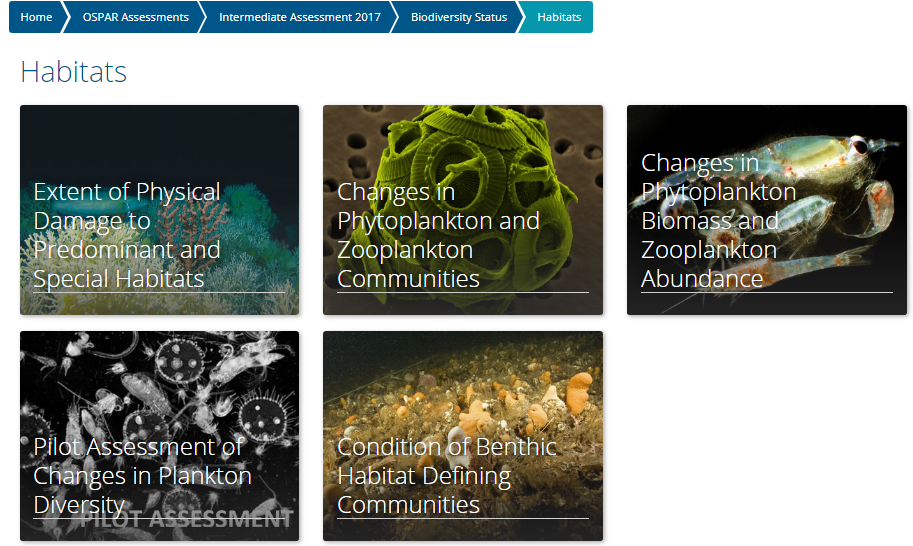 Home OSPAR Assessments Intermediate Assessment 2017 Biodiversity Status Habitats
Habitats
Extent of Physical
Damage to
Predominant and
Special Habitats
Changes in
Phytoplankton and
Zooplankton
Communities
Changes in
Phytoplankton
Biomass and
Zooplankton
Abundance
Pilot Assessment of
Changes in Plankton
Diversity
PILOT ASSESSMENT
Condition of Benthic
Habitat Defining
Communities